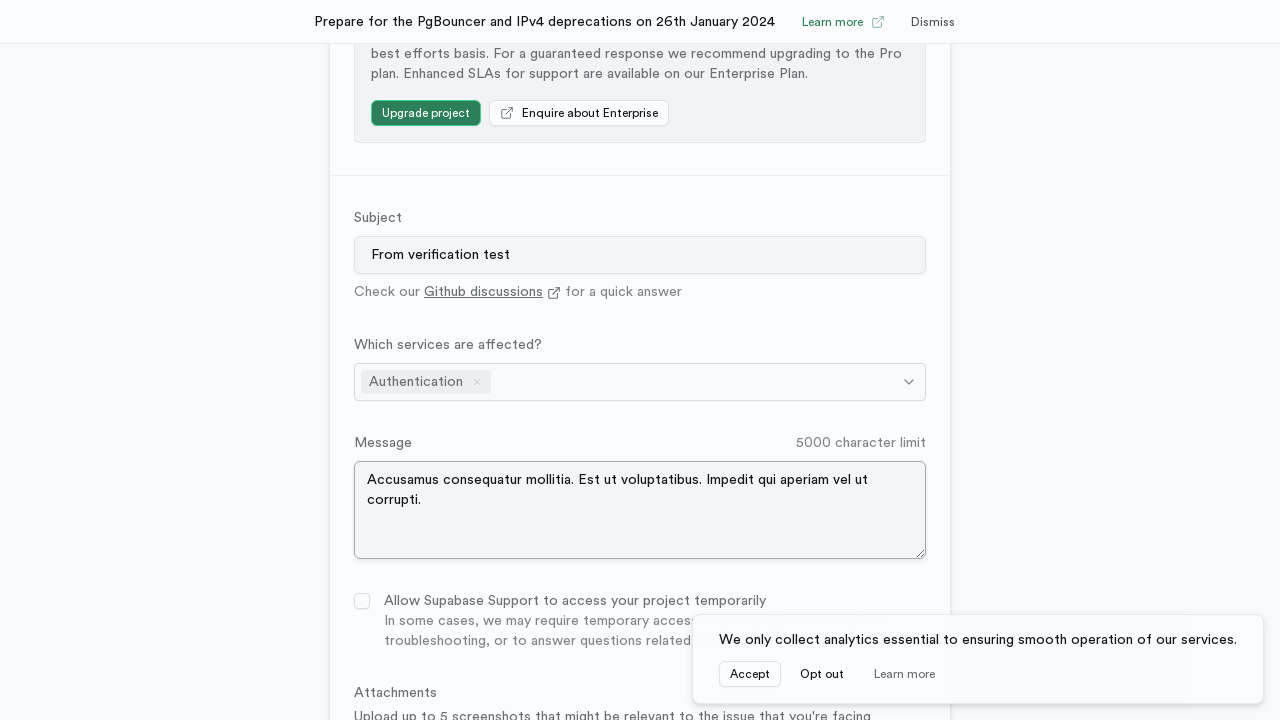 Prepare for the PgBouncer and IPv4 deprecations on 26th January 2024 Learn more Dismiss
best efforts basis. For a guaranteed response we recommend upgrading to the Pro
plan. Enhanced SLAs for support are available on our Enterprise Plan.
Upgrade project Enquire about Enterprise
Subject
From verification test
Check our Github discussions for a quick answer
Which services are affected?
Authentication
Message 5000 character limit
Accusamus consequatur mollitia. Est ut voluptatibus. Impedit qui aperiam vel ut
corrupti.
Allow Supabase Support to access your project temporarily
In some cases, we may require temporary access
troubleshooting, or to answer questions related
We only collect analytics essential to ensuring smooth operation of our services.
Accept Opt out Learn more
Attachments
Upload up to 5 screenshots that might be relevant to the issue that you're facing